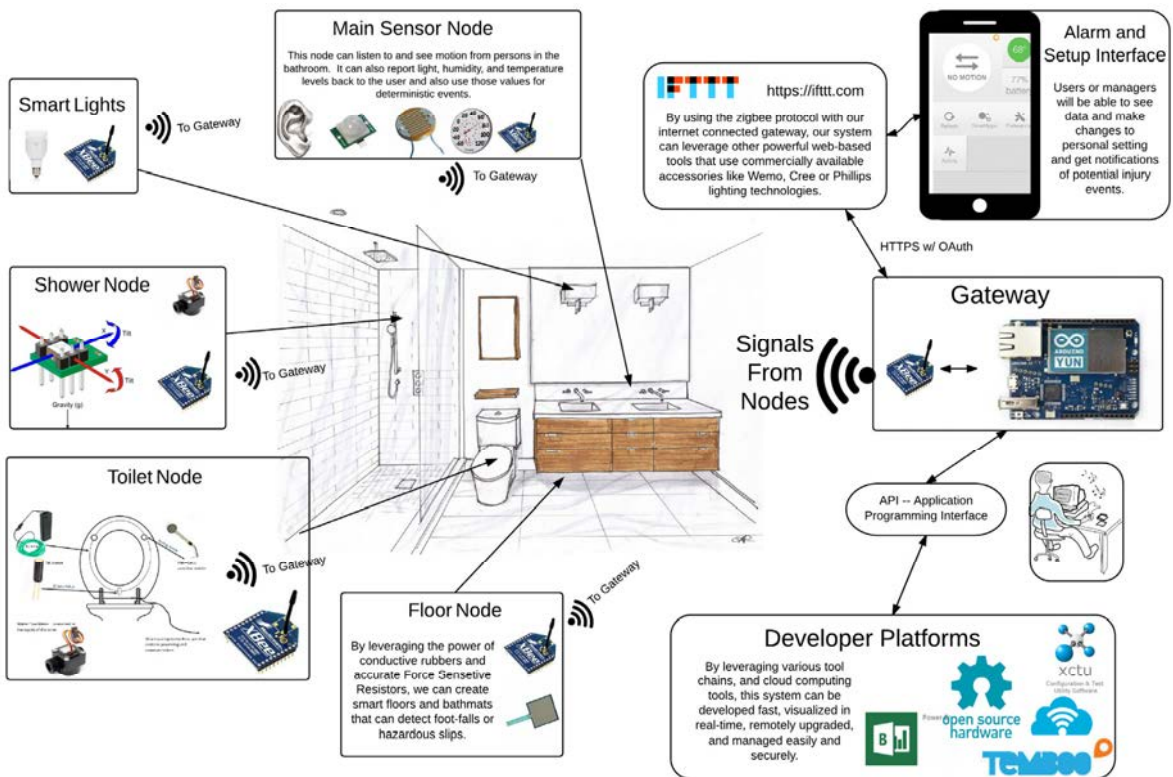 Main Sensor Node
This node can listen to and see motion from persons in the
bathroom. It can also report light, humidity, and temperature
levels back to the user and also use those values for
deterministic events.
To Gateway
Smart Lights
To Gateway
IFTTT
https://ifttt.com
By using the zigbee protocol with our
internet connected gateway, our system
can leverage other powerful web-based
tools that use commercially available
accessories like Wemo, Cree or Phillips
lighting technologies.
NO MOTION
68°
77%
Alarm and
Setup Interface
Users or managers
will be able to see
data and make
changes to
personal setting
and get notifications
of potential injury
events.
HTTPS w/ OAuth
Shower Node
X
Tilt
Y
Tilt
Gravity (g)
XBee
To Gateway
Signals
From
Nodes
Gateway
ARDUINO
YUN
Toilet Node
XBee
To Gateway
Floor Node
By leveraging the power of
conductive rubbers and
accurate Force Sensetive
Resistors, we can create
smart floors and bathmats
that can detect foot-falls or
hazardous slips.
XBee
To Gateway
API -- Application
Programming Interface
Developer Platforms
By leveraging various tool
chains, and cloud computing
tools, this system can be
developed fast, visualized in
real-time, remotely upgraded,
and managed easily and
securely.
xctu
Configuration & Test
Utility Software
open source
hardware
TEMBOO